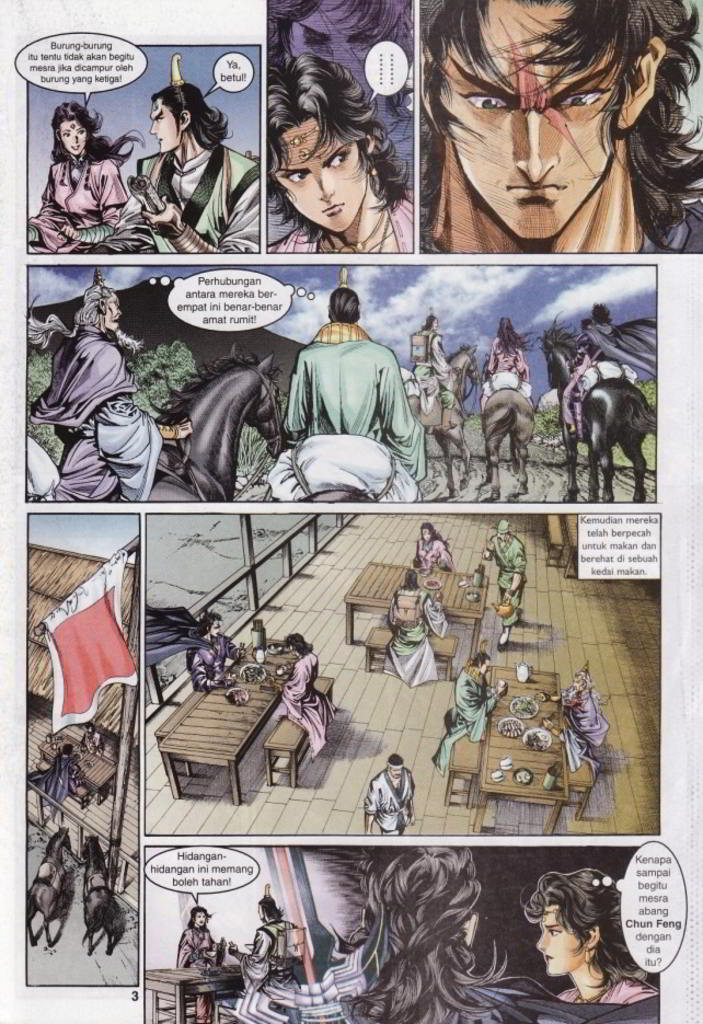 Burung-burung
itu tentu tidak akan begitu
mesra jika dicampur oleh
burung yang ketiga!
Ya,
betul!
Perhubungan
antara mereka ber-
empat ini benar-benar
amat rumit!
Kemudian mereka
berpecah
untuk makan dan
berehat di sebuah
kedai makan.
Hidangan-
hidangan ini memang
boleh tahan!
Kenapa
sampai
begitu
mesra
abang
Chun Feng
dengan
dia
itu?
3